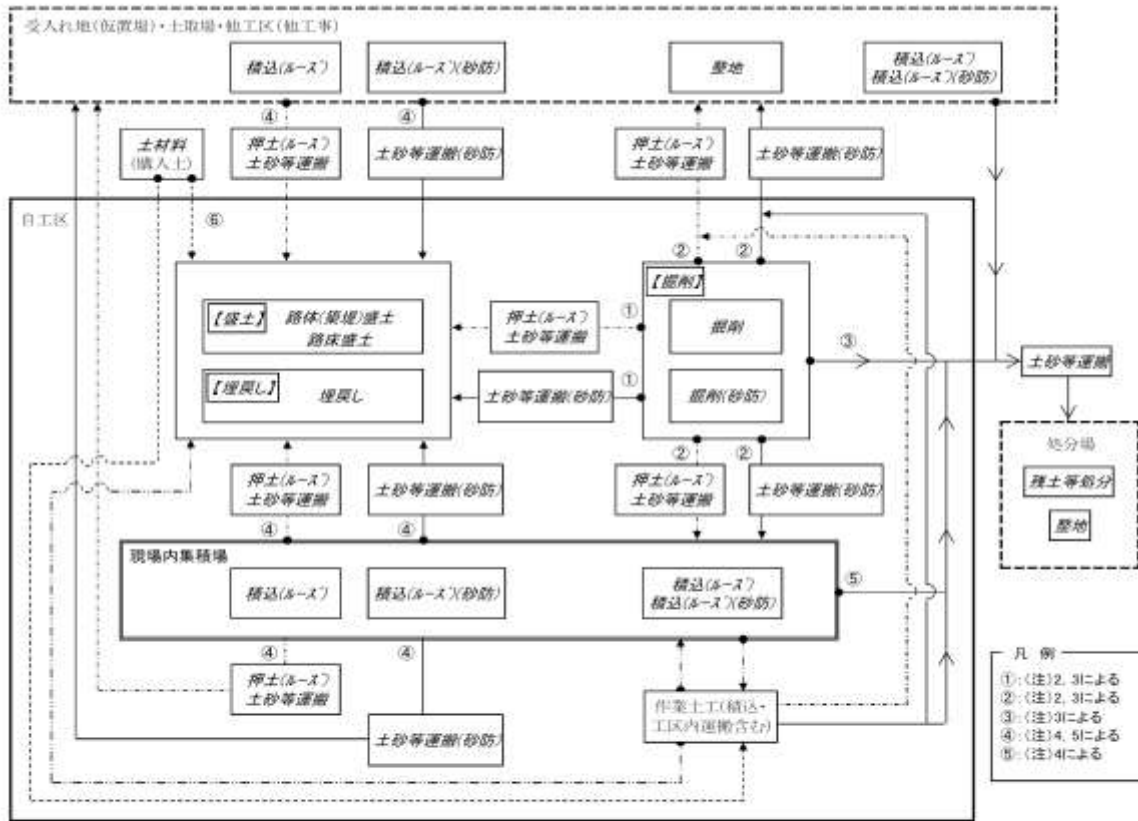 受入れ地(仮置場)・土取場・他工区(他工事)
積込(ルーズ)
積込(ルーズ)(砂防)
整地
積込(ルーズ)
積込(ルーズ)(砂防)
④
④
土材料
(購入土)
押土(ルーズ)
土砂等運搬
土砂等運搬(砂防)
押土(ルーズ)
土砂等運搬
土砂等運搬(砂防)
自工区
⑥
②
②
【掘削】
【盛土】
路体(築堤)盛土
路床盛土
押土(ルーズ)
土砂等運搬
①
掘削
③
土砂等運搬
【埋戻し】
埋戻し
土砂等運搬(砂防)
①
掘削(砂防)
処分場
残土等処分
整地
②
②
押土(ルーズ)
土砂等運搬
土砂等運搬(砂防)
押土(ルーズ)
土砂等運搬
土砂等運搬(砂防)
④
④
現場内集積場
積込(ルーズ)
積込(ルーズ)(砂防)
積込(ルーズ)
積込(ルーズ)(砂防)
⑤
④
④
押土(ルーズ)
土砂等運搬
作業土工(積込・
工区内運搬含む)
土砂等運搬(砂防)
凡 例
①:(注)2, 3による
②:(注)2, 3による
③:(注)3による
④:(注)4, 5による
⑤:(注)4による